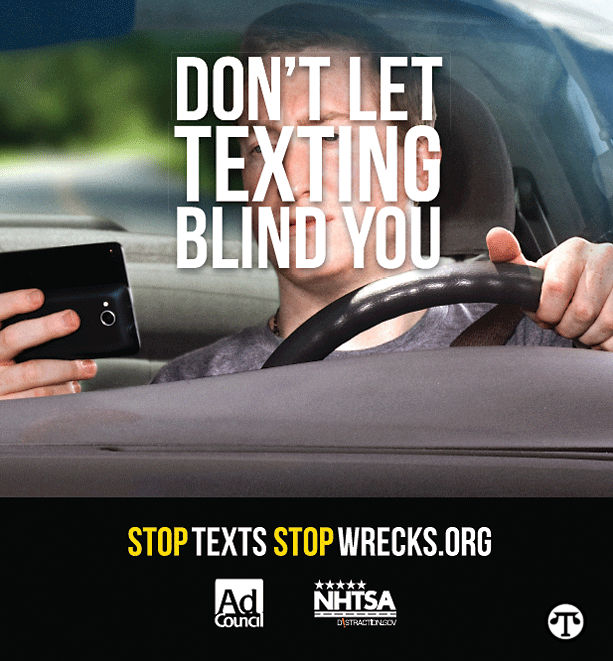 DON'T LET
TEXTING
BLIND YOU
STOP TEXTS STOP WRECKS.ORG
Ad
Council
NHTSA
DISTRACTION.GOV